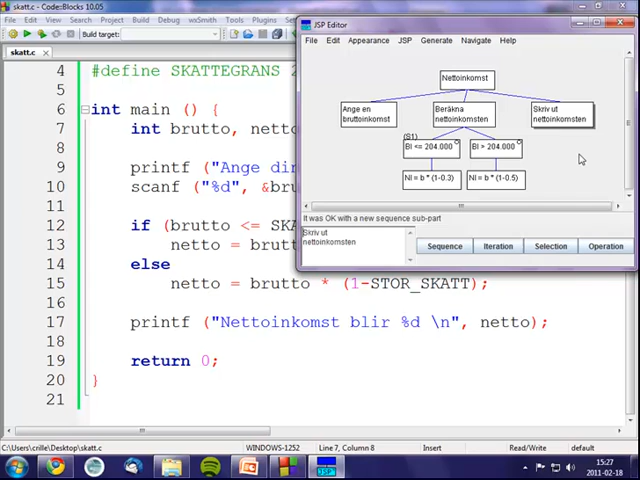 skatt.c - Code::Blocks 10.05
File Edit View Search Project Build Debug wxSmith Tools Plugins
Build target:
skatt.c
4 #define SKATTEGRANS 2
5
6 int main () {
7 int brutto, netto
8
9 printf ("Ange din
10 scanf ("%d", &bru
11
12 if (brutto <= SKA
13 netto = brutt
14 else
15 netto = brutto * (1-STOR_SKATT);
16
17 printf ("Nettoinkomst blir %d \n", netto);
18
19 return 0;
20 }
21
JSP Editor
File Edit Appearance JSP Generate Navigate Help
Nettoinkomst
Ange en
bruttoinkomst
Beräkna
nettoinkomsten
Skriv ut
nettoinkomsten
(S1)
BI <= 204.000
BI > 204.000
NI = b * (1-0.3)
NI = b * (1-0.5)
It was OK with a new sequence sub-part
Skriv ut
nettoinkomsten
Sequence Iteration Selection Operation
C:\Users\crille\Desktop\skatt.c WINDOWS-1252 Line 7, Column 8 Insert Read/Write default
15:27
2011-02-18